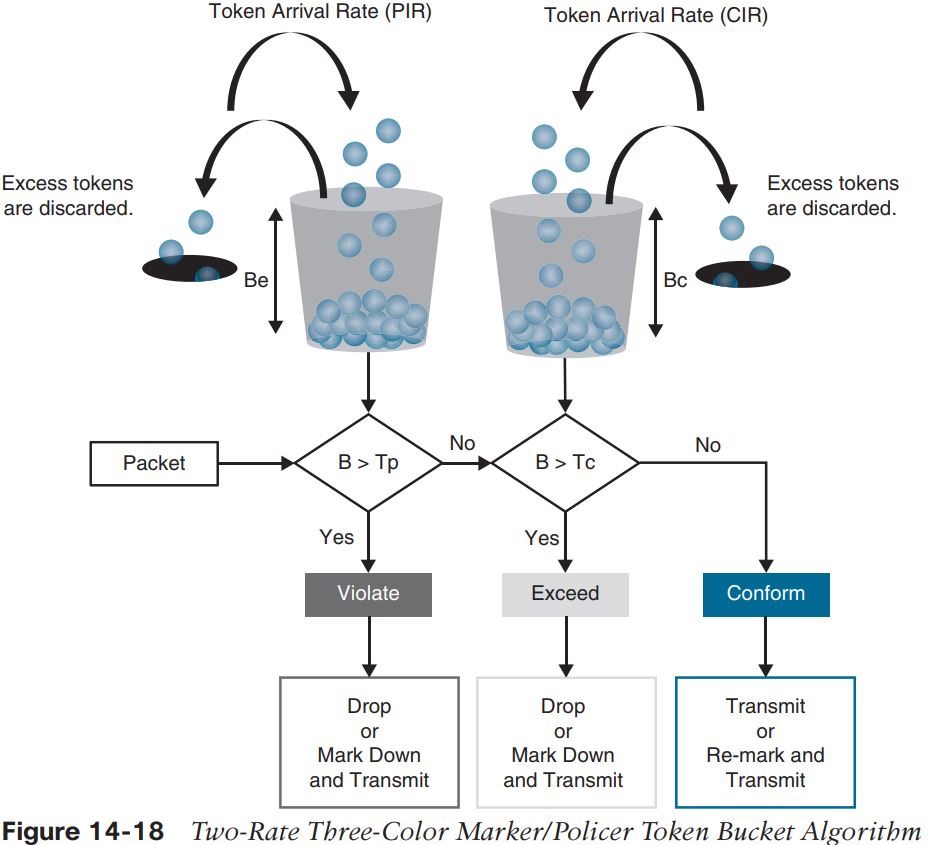 Token Arrival Rate (PIR)
Token Arrival Rate (CIR)
Excess tokens
are discarded.
Excess tokens
are discarded.
Be
Bc
Packet
B > Tp
No
B > Tc
No
Yes
Yes
Violate
Exceed
Conform
Drop
or
Mark Down
and Transmit
Drop
or
Mark Down
and Transmit
Transmit
or
Re-mark and
Transmit
Figure 14-18 Two-Rate Three-Color Marker/Policer Token Bucket Algorithm